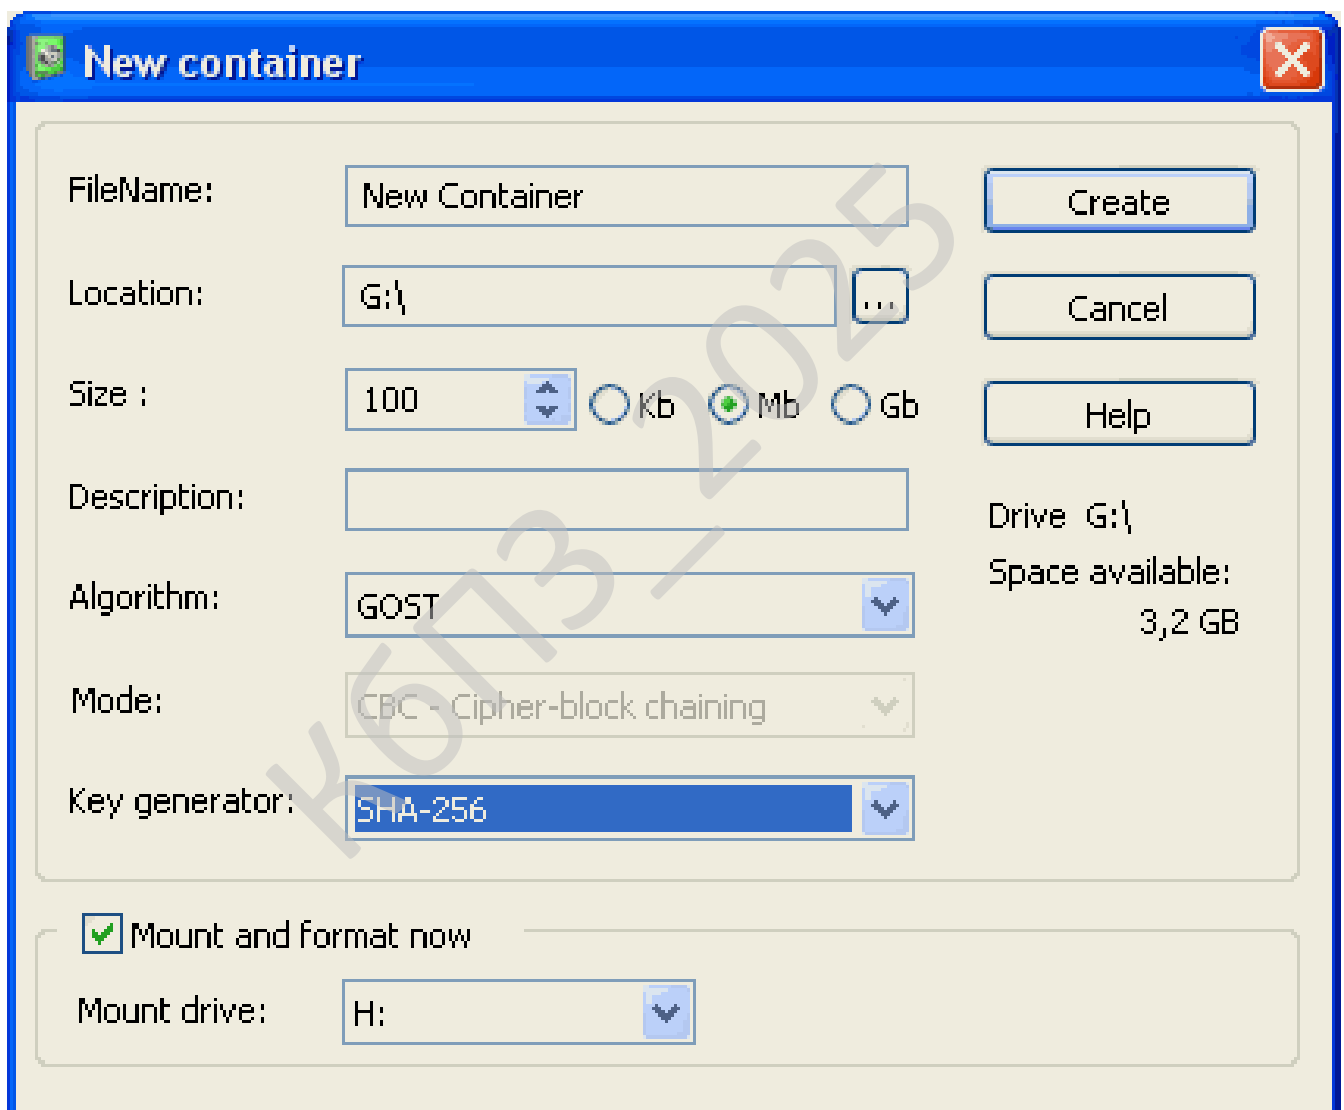 New container
FileName: New Container Create
Location: G:\ ... Cancel
Size : 100 Kb Mb Gb Help
Description:
Drive G:\
Space available:
3,2 GB
Algorithm: GOST
Mode: CBC - Cipher-block chaining
Key generator: SHA-256
Mount and format now
Mount drive: H:
КбПЗ_2025